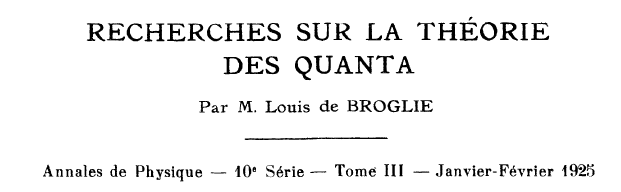 RECHERCHES SUR LA THÉORIE
DES QUANTA
Par M. Louis de BROGLIE
Annales de Physique — 10e Série — Tome III — Janvier-Février 1925